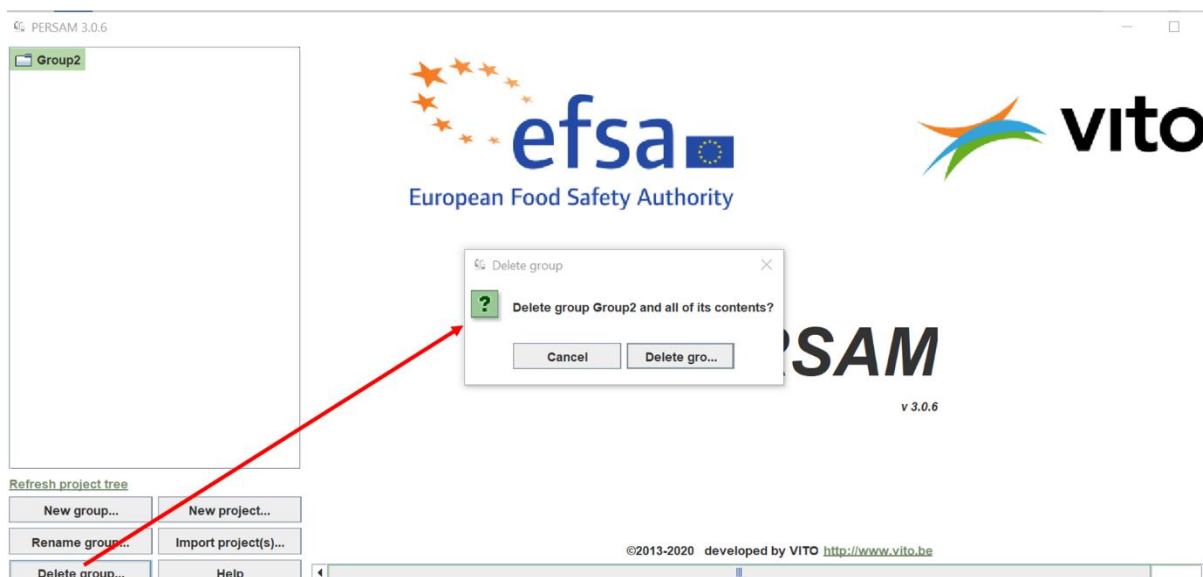 PERSAM 3.0.6
Group2
efsa
European Food Safety Authority
vito
Delete group
?
Delete group Group2 and all of its contents?
Cancel
Delete gro...
RSAM
v 3.0.6
Refresh project tree
New group...
New project...
Rename group...
Import project(s)...
©2013-2020 developed by VITO http://www.vito.be
Delete group...
Help